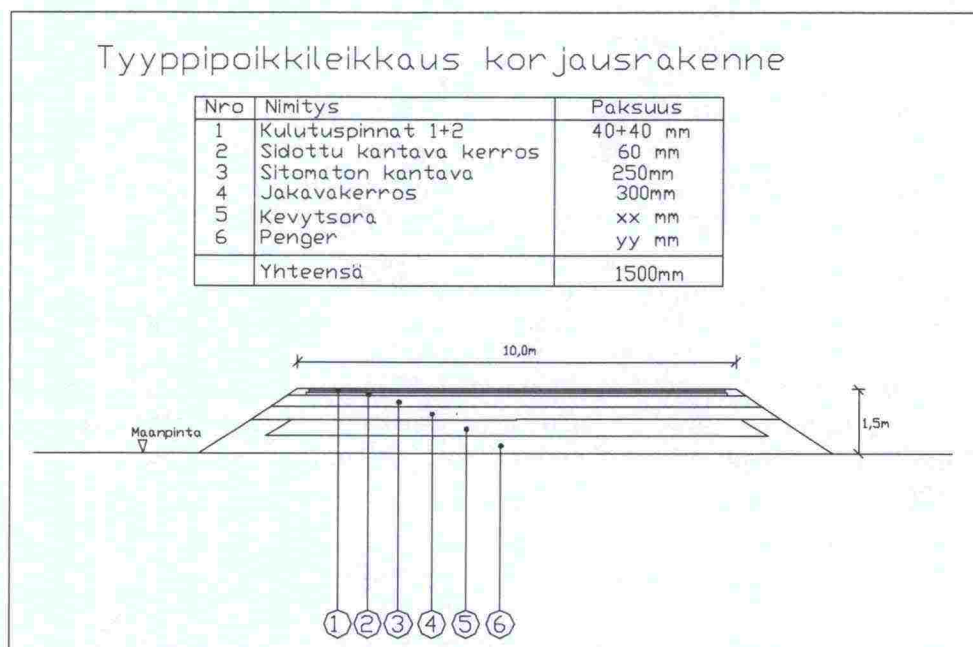 Tyyppipoikkileikkaus korjausrakenne
Nro Nimitys Paksuus
1 Kulutuspinnat 1+2 40+40 mm
2 Sidottu kantava kerros 60 mm
3 Sitomaton kantava 250mm
4 Jakavakerros 300mm
5 Kevytsora xx mm
6 Penger yy mm
Yhteensä 1500mm
10,0m
Maanpinta
1,5m
1 2 3 4 5 6